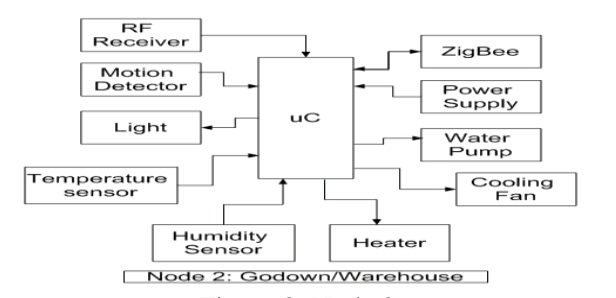 RF
Receiver
Motion
Detector
Light
Temperature
sensor
Humidity
Sensor
uC
ZigBee
Power
Supply
Water
Pump
Cooling
Fan
Heater
Node 2: Godown/Warehouse